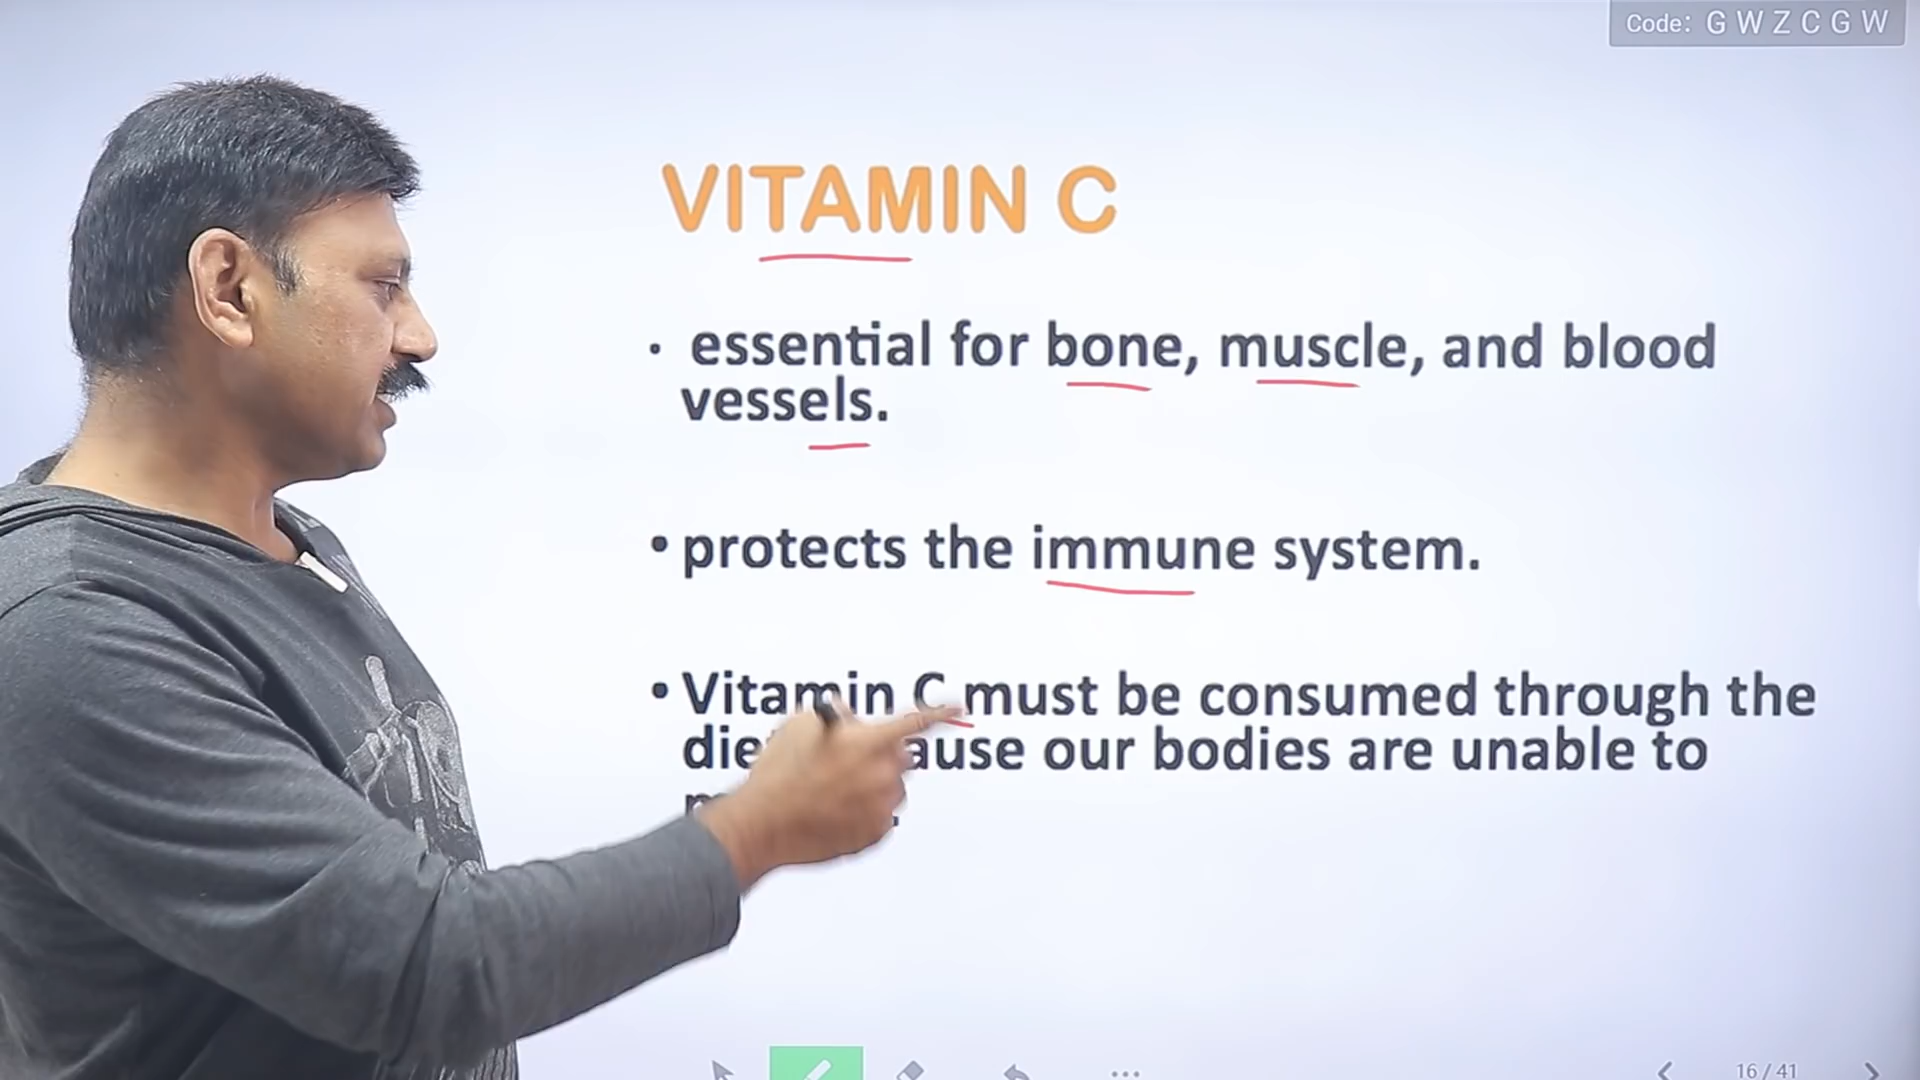 Code: G W Z C G W
VITAMIN C
• essential for bone, muscle, and blood
vessels.
• protects the immune system.
• Vitamin C must be consumed through the
our bodies are unable to
16 / 41